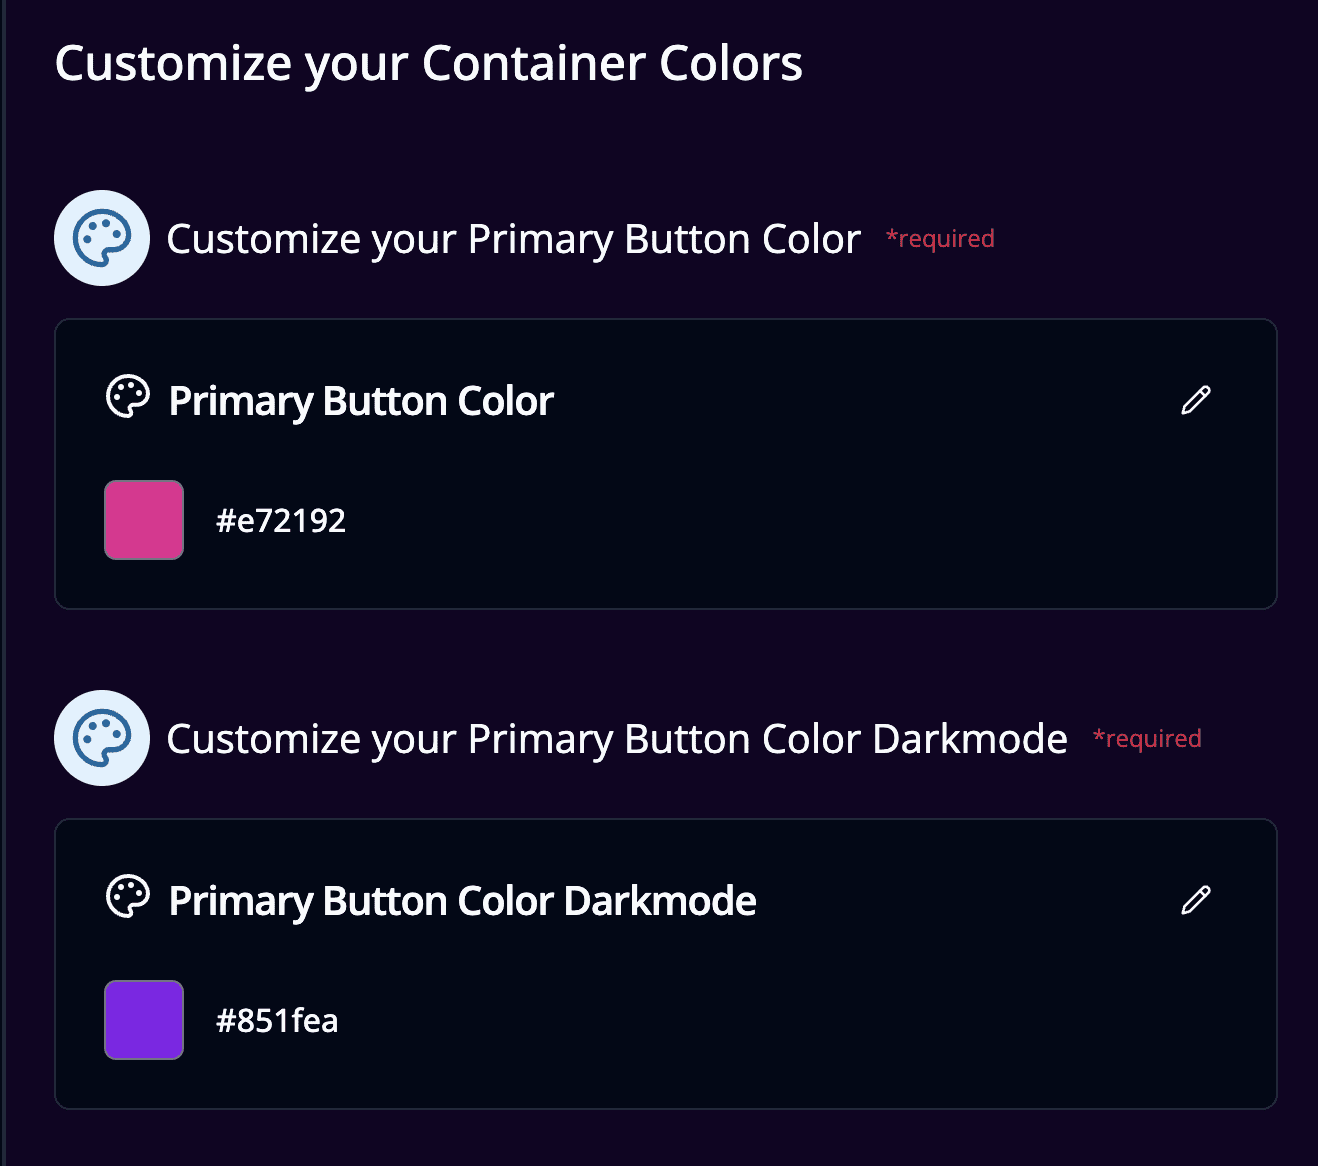 Customize your Container Colors
Customize your Primary Button Color *required
Primary Button Color
#e72192
Customize your Primary Button Color Darkmode *required
Primary Button Color Darkmode
#851fea